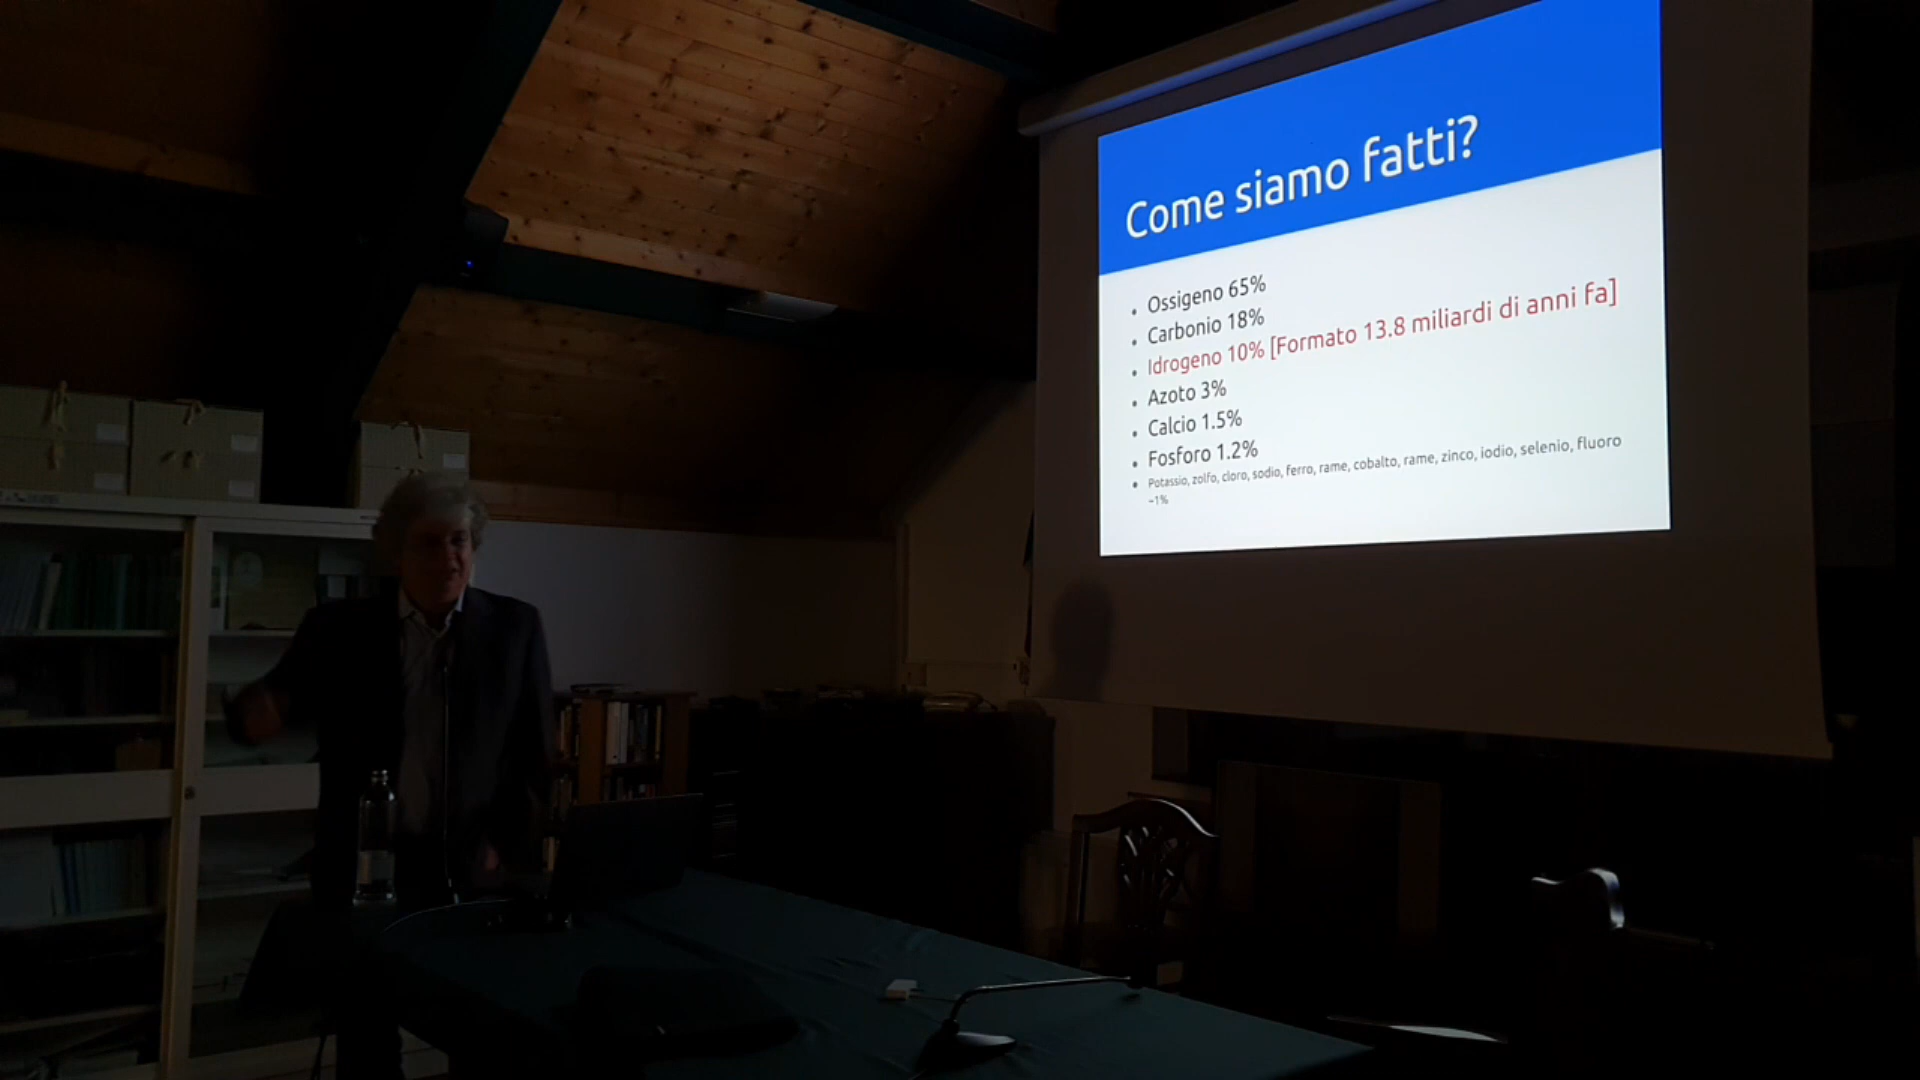 Come siamo fatti?
Ossigeno 65%
Carbonio 18%
Idrogeno 10% [Formato 13.8 miliardi di anni fa]
Azoto 3%
Calcio 1.5%
Fosforo 1.2%
Potassio, zolfo, cloro, sodio, ferro, rame, cobalto, rame, zinco, iodio, selenio, fluoro
~1%